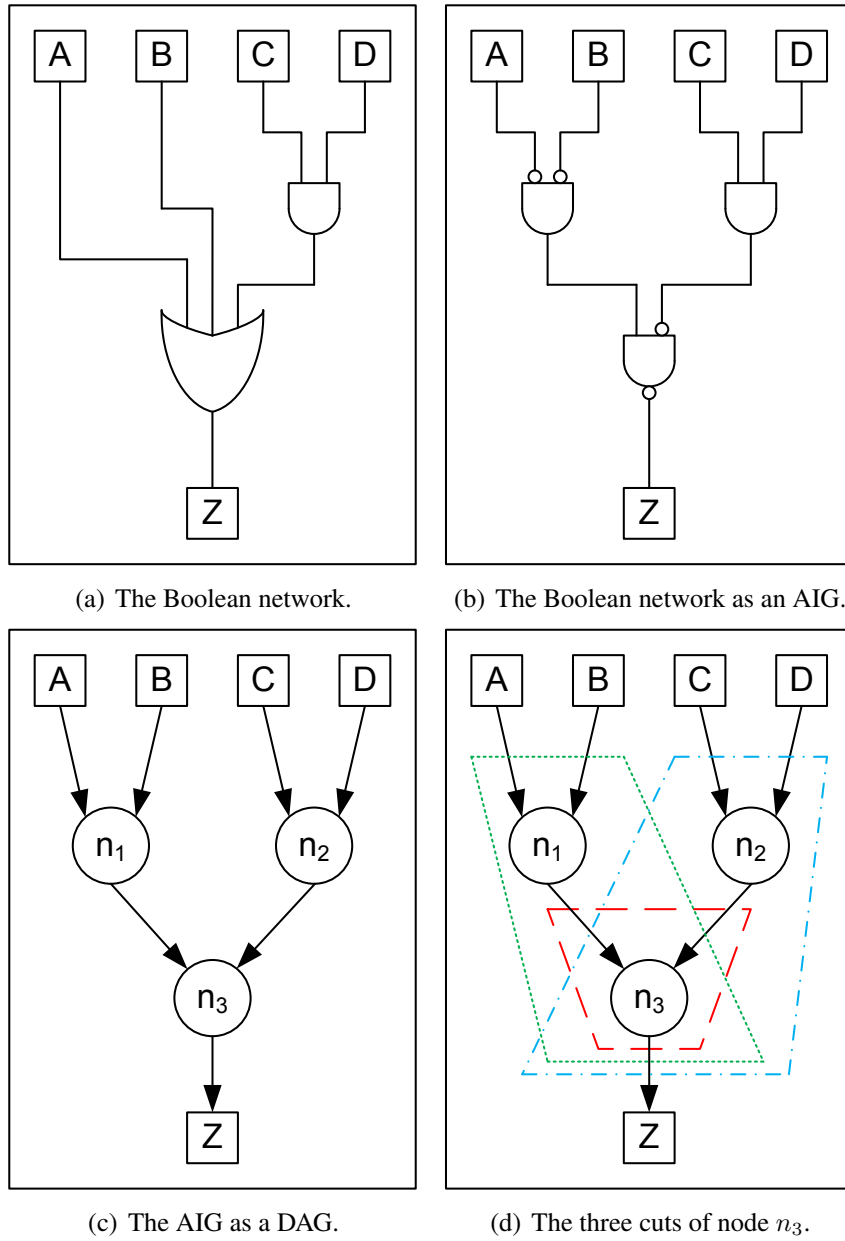 A B C D
A B C D
Z
Z
(a) The Boolean network.
(b) The Boolean network as an AIG.
A B C D
A B C D
n₁ n₂
n₁ n₂
n₃
n₃
Z
Z
(c) The AIG as a DAG.
(d) The three cuts of node n₃.